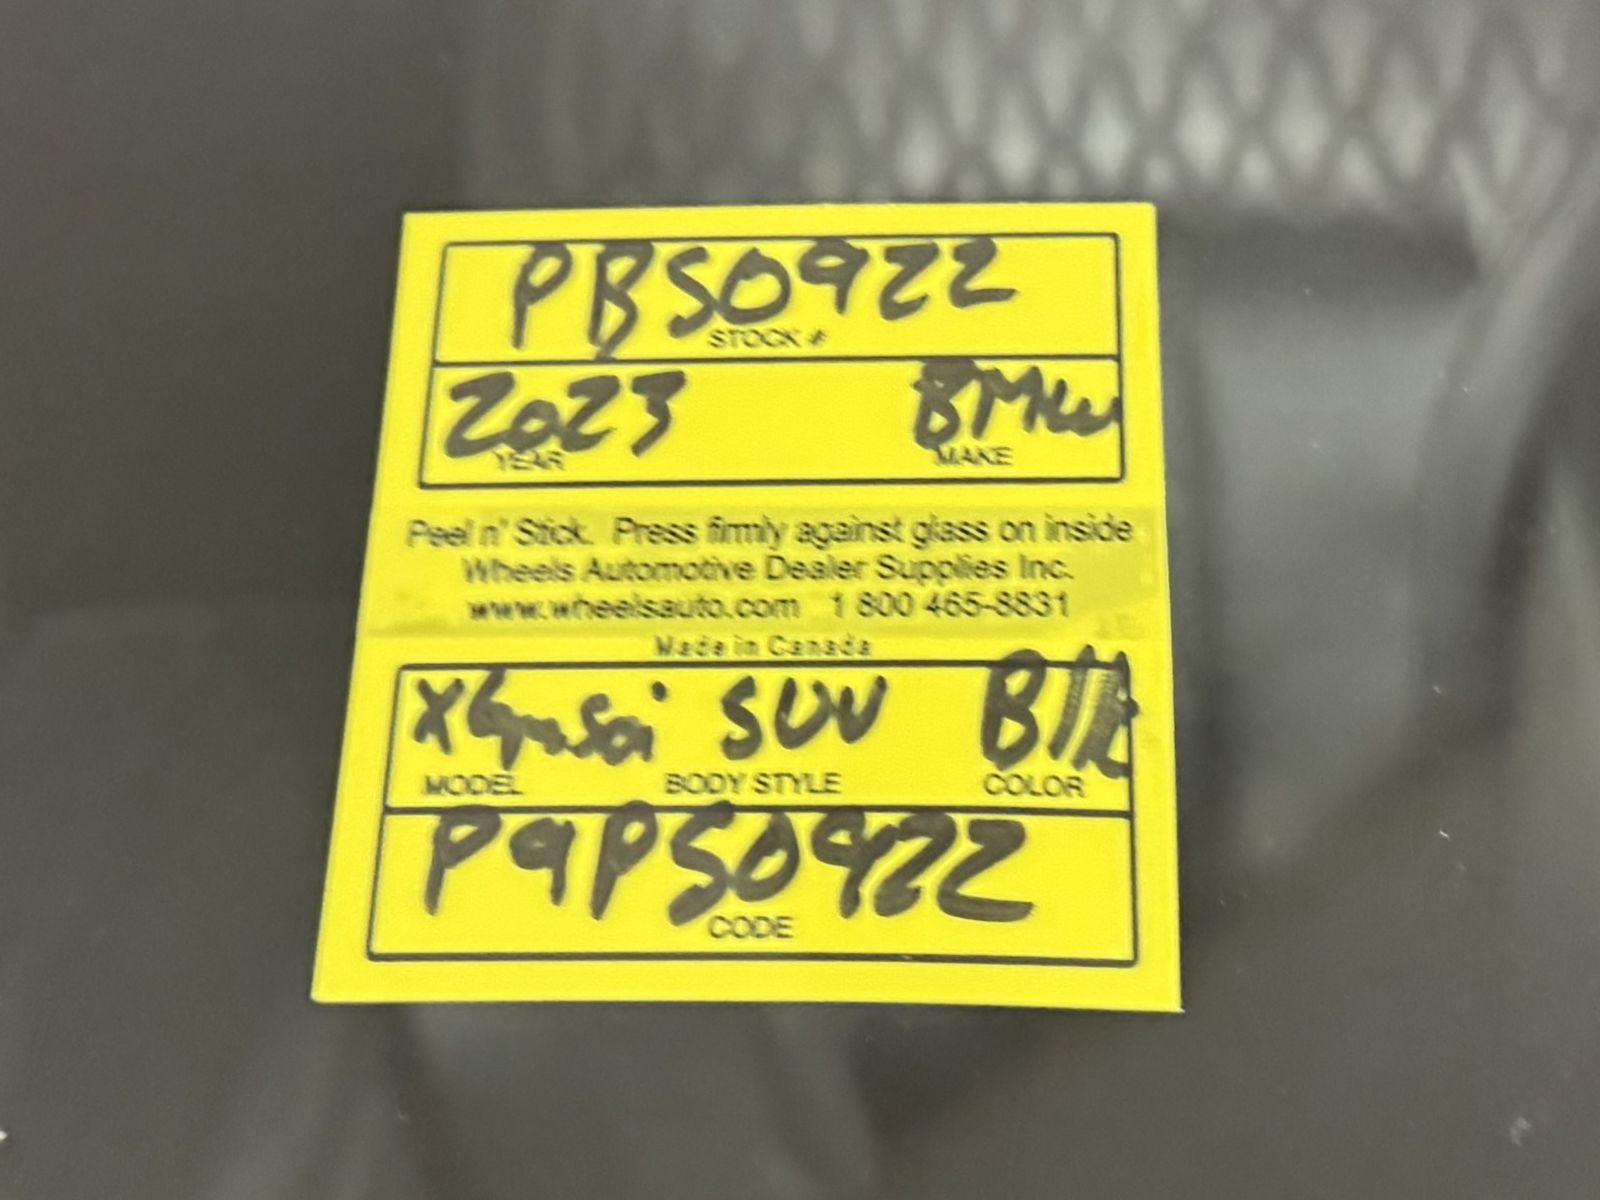 PBS0922
STOCK #
2023 BMW
YEAR MAKE
Peel n' Stick. Press firmly against glass on inside
Wheels Automotive Dealer Supplies Inc.
www.wheelsauto.com 1 800 465-8831
Made in Canada
SUV
MODEL BODY STYLE COLOR
P9PS0922
CODE